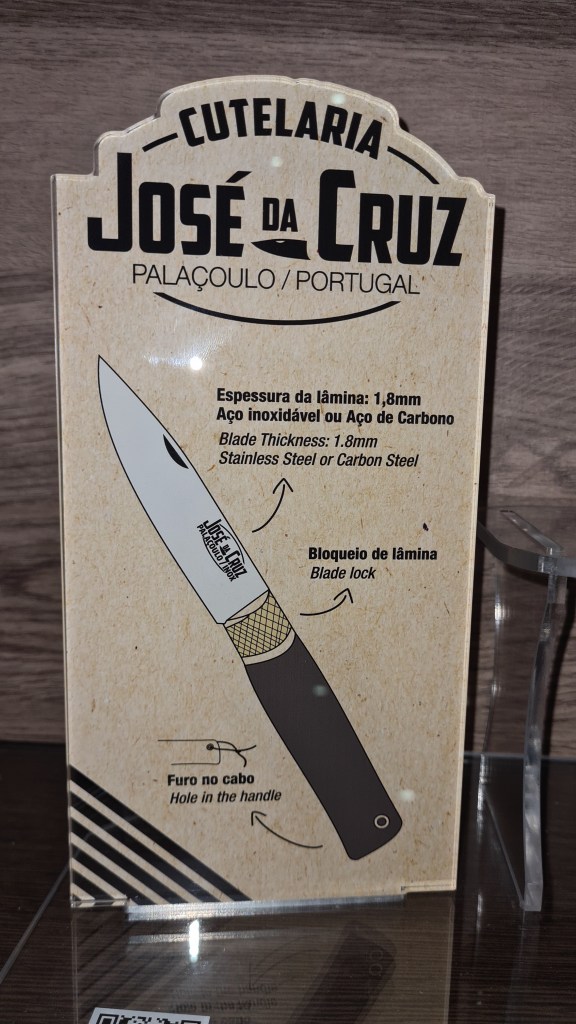 CUTELARIA
JOSÉ DA CRUZ
PALAÇOULO / PORTUGAL
Espessura da lâmina: 1,8mm
Aço inoxidável ou Aço de Carbono
Blade Thickness: 1.8mm
Stainless Steel or Carbon Steel
JOSÉ DA CRUZ
PALAÇOULO / INOX
Bloqueio de lâmina
Blade lock
Furo no cabo
Hole in the handle